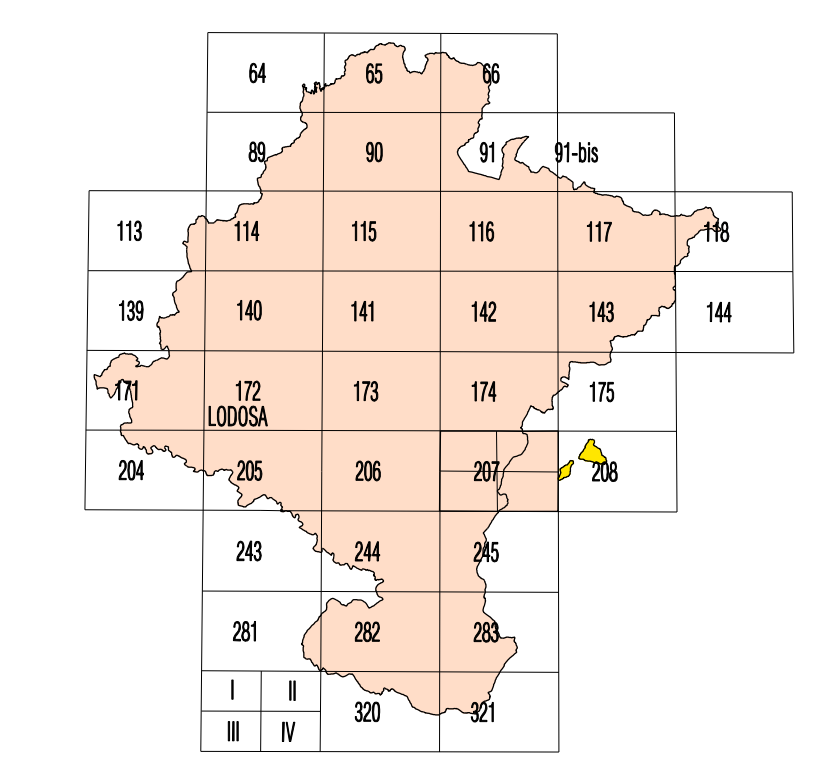 64 65 66
89 90 91 91-bis
113 114 115 116 117 118
139 140 141 142 143 144
171 172 173 174 175
LODOSA
204 205 206 207 208
243 244 245
281 282 283
I II
320 321
III IV